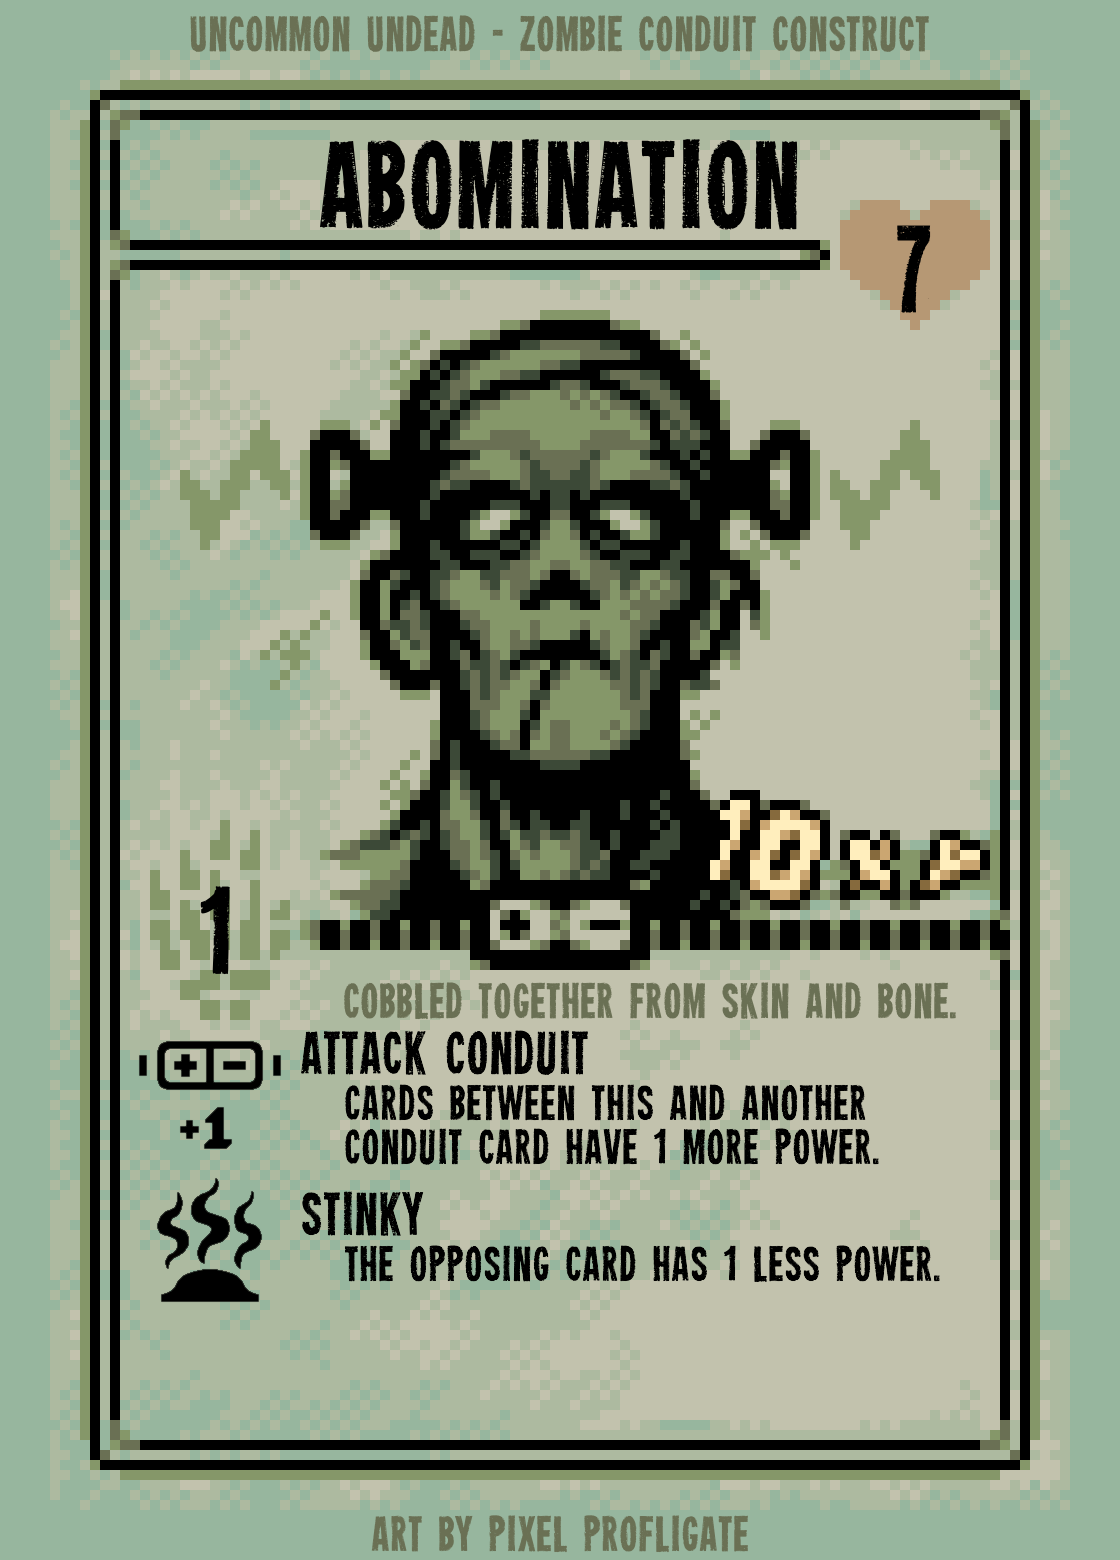 UNCOMMON UNDEAD - ZOMBIE CONDUIT CONSTRUCT
ABOMINATION
7
10 XP
1
COBBLED TOGETHER FROM SKIN AND BONE.
ATTACK CONDUIT
CARDS BETWEEN THIS AND ANOTHER
CONDUIT CARD HAVE 1 MORE POWER.
+1
STINKY
THE OPPOSING CARD HAS 1 LESS POWER.
ART BY PIXEL PROFLIGATE